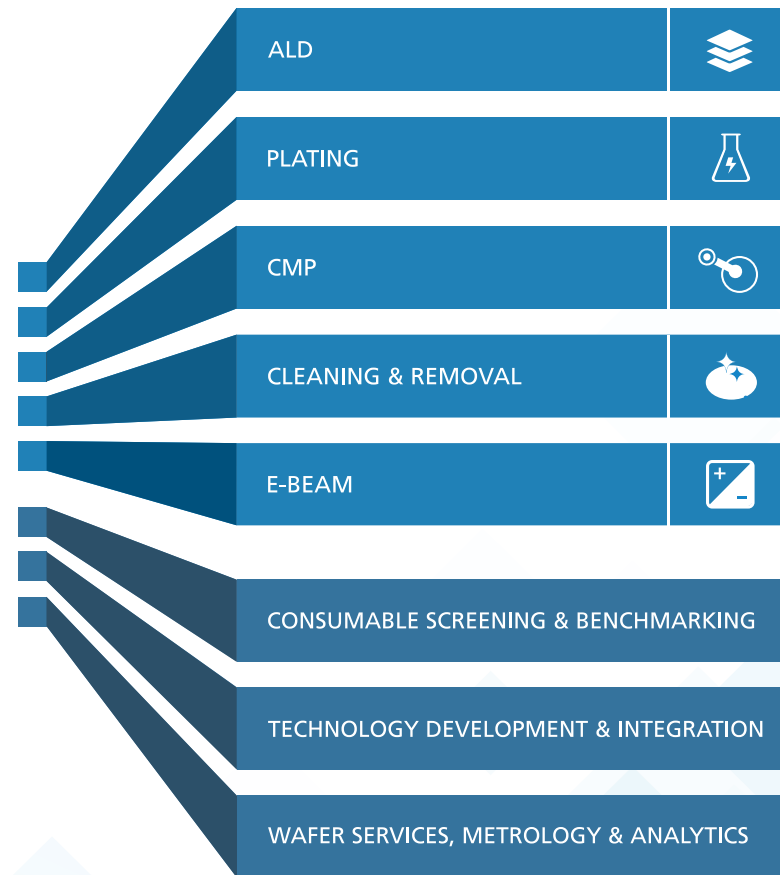 ALD
PLATING
CMP
CLEANING & REMOVAL
E-BEAM
CONSUMABLE SCREENING & BENCHMARKING
TECHNOLOGY DEVELOPMENT & INTEGRATION
WAFER SERVICES, METROLOGY & ANALYTICS